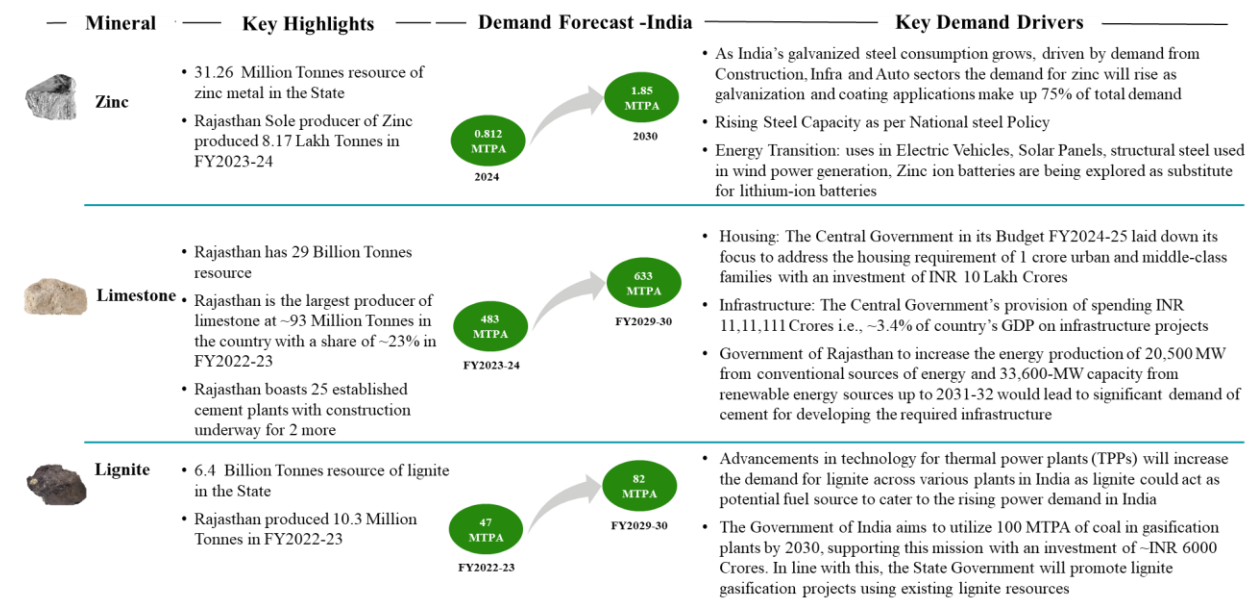 Mineral
Key Highlights
Demand Forecast -India
Key Demand Drivers
Zinc
• 31.26 Million Tonnes resource of
zinc metal in the State
• Rajasthan Sole producer of Zinc
produced 8.17 Lakh Tonnes in
FY2023-24
0.812
MTPA
2024
1.85
MTPA
2030
• As India’s galvanized steel consumption grows, driven by demand from
Construction, Infra and Auto sectors the demand for zinc will rise as
galvanization and coating applications make up 75% of total demand
• Rising Steel Capacity as per National steel Policy
• Energy Transition: uses in Electric Vehicles, Solar Panels, structural steel used
in wind power generation, Zinc ion batteries are being explored as substitute
for lithium-ion batteries
Limestone
• Rajasthan has 29 Billion Tonnes
resource
• Rajasthan is the largest producer of
limestone at ~93 Million Tonnes in
the country with a share of ~23% in
FY2022-23
• Rajasthan boasts 25 established
cement plants with construction
underway for 2 more
483
MTPA
FY2023-24
633
MTPA
FY2029-30
• Housing: The Central Government in its Budget FY2024-25 laid down its
focus to address the housing requirement of 1 crore urban and middle-class
families with an investment of INR 10 Lakh Crores
• Infrastructure: The Central Government’s provision of spending INR
11,11,111 Crores i.e., ~3.4% of country’s GDP on infrastructure projects
• Government of Rajasthan to increase the energy production of 20,500 MW
from conventional sources of energy and 33,600-MW capacity from
renewable energy sources up to 2031-32 would lead to significant demand of
cement for developing the required infrastructure
Lignite
• 6.4 Billion Tonnes resource of lignite
in the State
• Rajasthan produced 10.3 Million
Tonnes in FY2022-23
47
MTPA
FY2022-23
82
MTPA
FY2029-30
• Advancements in technology for thermal power plants (TPPs) will increase
the demand for lignite across various plants in India as lignite could act as
potential fuel source to cater to the rising power demand in India
• The Government of India aims to utilize 100 MTPA of coal in gasification
plants by 2030, supporting this mission with an investment of ~INR 6000
Crores. In line with this, the State Government will promote lignite
gasification projects using existing lignite resources